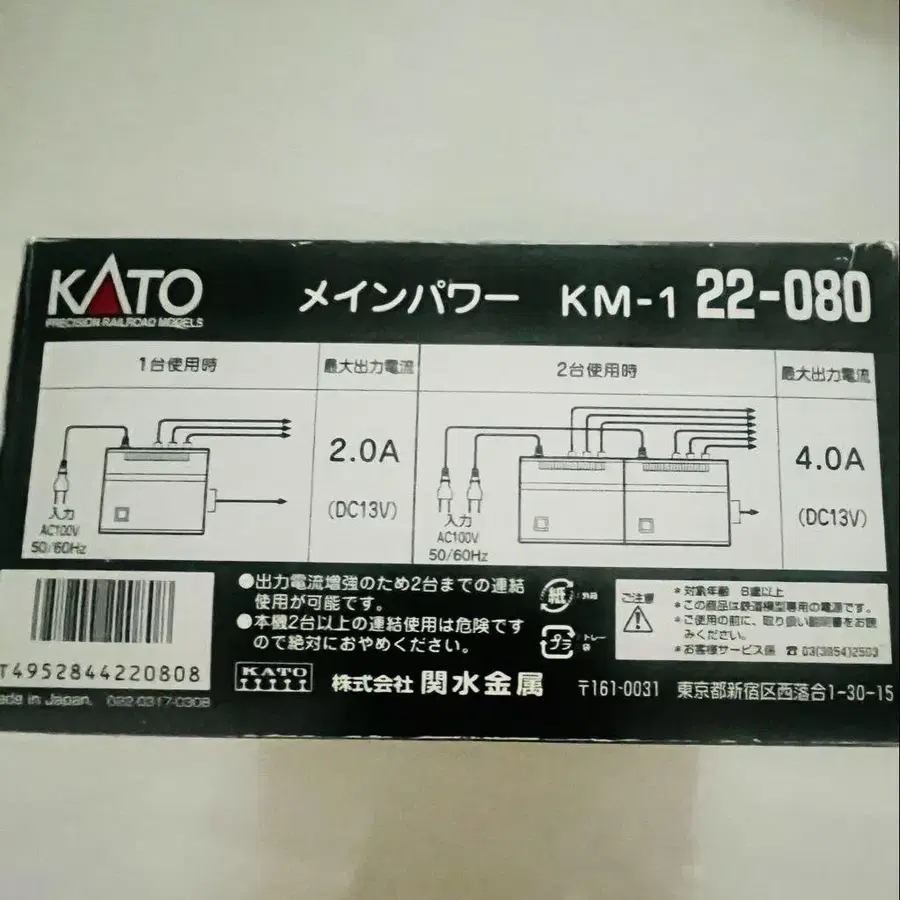 KATO
PRECISION RAILROAD MODELS
メインパワー KM-1 22-080
1台使用時
最大出力電流
2台使用時
最大出力電流
2.0A
(DC13V)
4.0A
(DC13V)
入力
AC100V
50/60Hz
入力
AC100V
50/60Hz
●出力電流増強のため2台までの連結
使用が可能です。
●本機2台以上の連結使用は危険です
ので絶対におやめください。
紙
外箱
プラ
トレー
袋
ご注意
*対象年齢 8歳以上
*この商品は鉄道模型専用の電源です。
*ご使用の前に、取り扱い説明書をお読
みください。
*お客様サービス係 ☎ 03(3954)2503
T4952844220808
ade in Japan.
KATO
株式会社 関水金属
〒161-0031 東京都新宿区西落合1-30-15